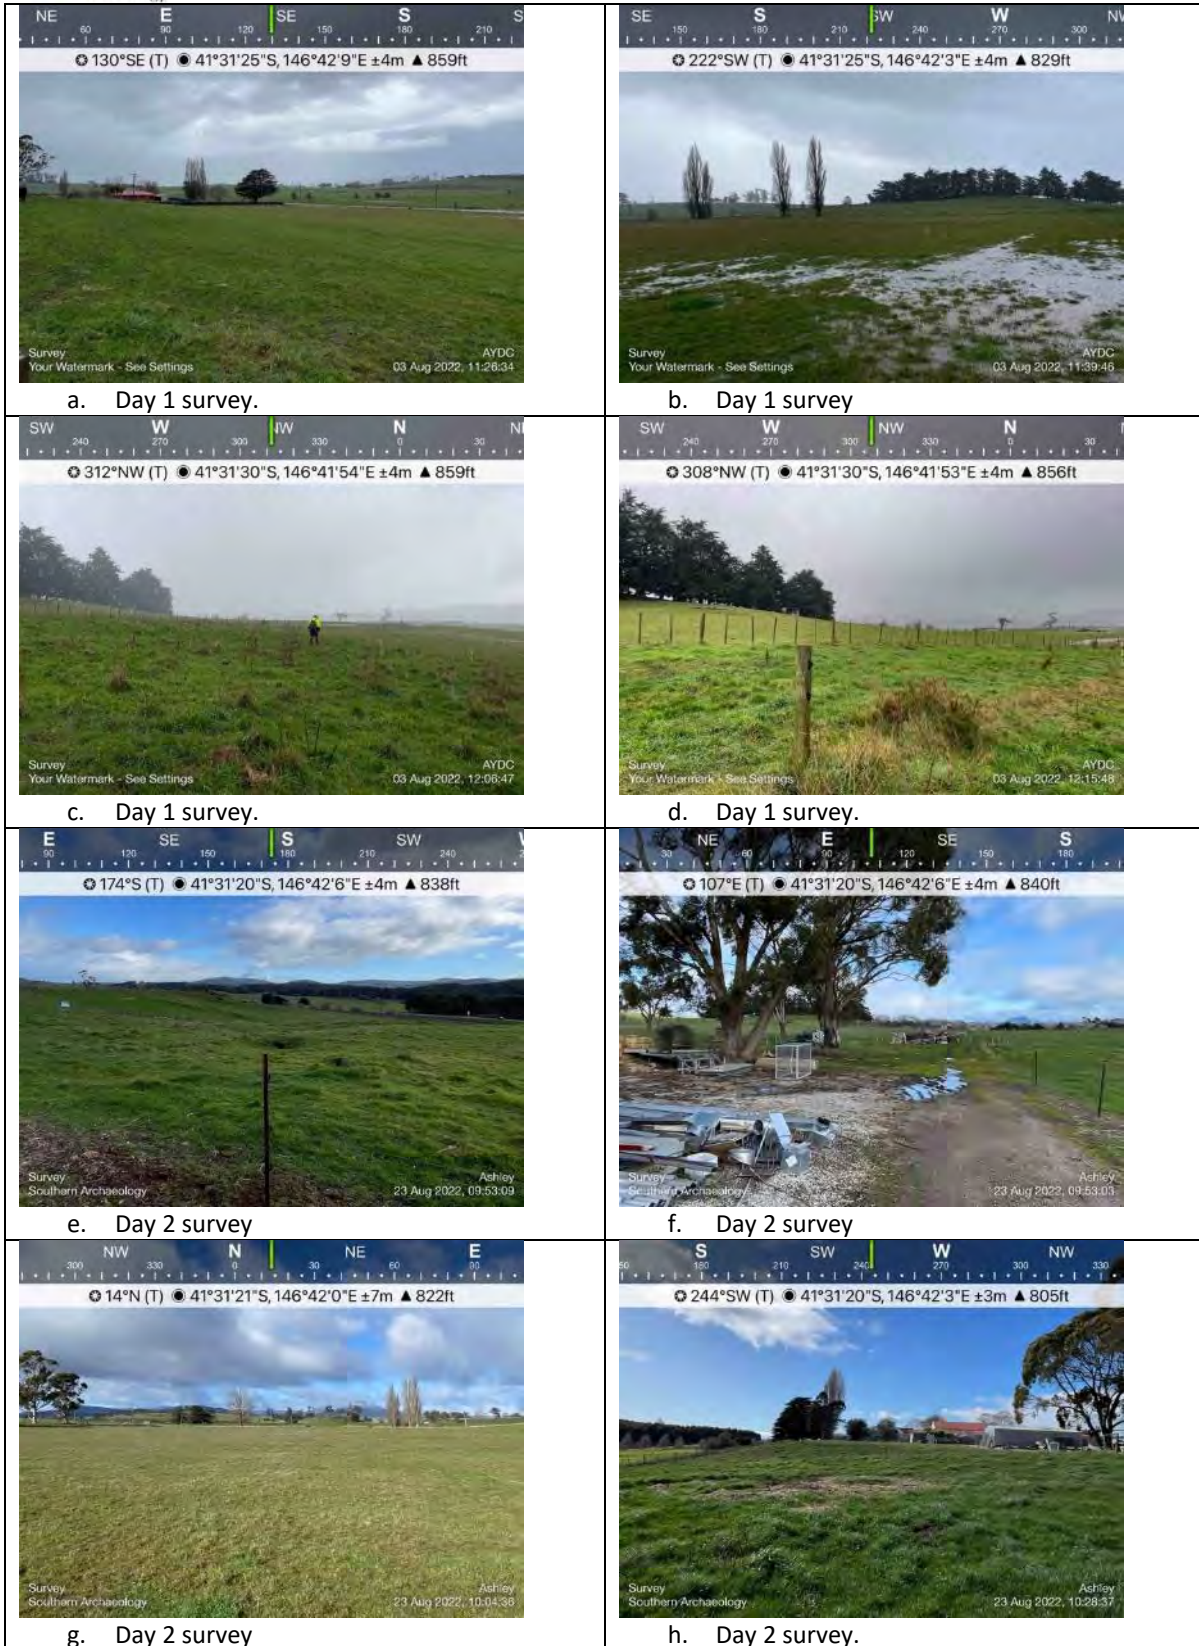 NE E SE S S
60 90 120 150 180 210
130°SE (T) 41°31'25"S, 146°42'9"E ±4m ▲ 859ft
Survey AYDC
Your Watermark - See Settings 03 Aug 2022, 11:26:34
a. Day 1 survey.
SE S SW W NW
150 180 240 270 300
222°SW (T) 41°31'25"S, 146°42'3"E ±4m ▲ 829ft
Survey AYDC
Your Watermark - See Settings 03 Aug 2022, 11:39:46
b. Day 1 survey
SW W NW N
240 270 300 330 0 30
312°NW (T) 41°31'30"S, 146°41'54"E ±4m ▲ 859ft
Survey AYDC
Your Watermark - See Settings 03 Aug 2022, 12:06:47
c. Day 1 survey.
SW W NW N
240 270 300 330 0 30
308°NW (T) 41°31'30"S, 146°41'53"E ±4m ▲ 856ft
Survey AYDC
Your Watermark - See Settings 03 Aug 2022, 12:15:48
d. Day 1 survey.
E SE S SW
90 120 150 180 210 240
174°S (T) 41°31'20"S, 146°42'6"E ±4m ▲ 838ft
Survey Ashley
Southern Archaeology 23 Aug 2022, 09:53:09
e. Day 2 survey
NE E SE S
30 60 90 120 150 180
107°E (T) 41°31'20"S, 146°42'6"E ±4m ▲ 840ft
Survey Ashley
Southern Archaeology 23 Aug 2022, 09:53:03
f. Day 2 survey
NW N NE E
300 330 0 30 60 90
14°N (T) 41°31'21"S, 146°42'0"E ±7m ▲ 822ft
Survey Ashley
Southern Archaeology 23 Aug 2022, 10:04:36
g. Day 2 survey
S SW W NW
180 210 240 270 300 330
244°SW (T) 41°31'20"S, 146°42'3"E ±3m ▲ 805ft
Survey Ashley
Southern Archaeology 23 Aug 2022, 10:28:37
h. Day 2 survey.